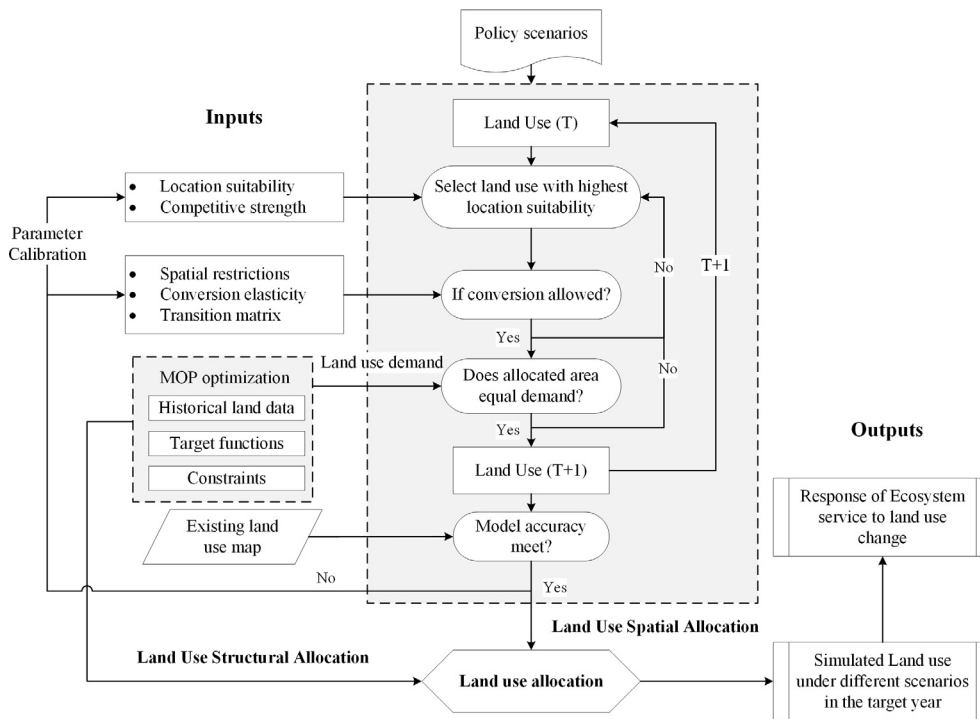 Policy scenarios
Inputs
Land Use (T)
• Location suitability
• Competitive strength
Select land use with highest
location suitability
Parameter
Calibration
No
T+1
• Spatial restrictions
• Conversion elasticity
• Transition matrix
If conversion allowed?
Yes
Land use demand
No
MOP optimization
Historical land data
Target functions
Constraints
Does allocated area
equal demand?
Yes
Outputs
Land Use (T+1)
Response of Ecosystem
service to land use
change
Existing land
use map
Model accuracy
meet?
No
Yes
Land Use Spatial Allocation
Land Use Structural Allocation
Land use allocation
Simulated Land use
under different scenarios
in the target year